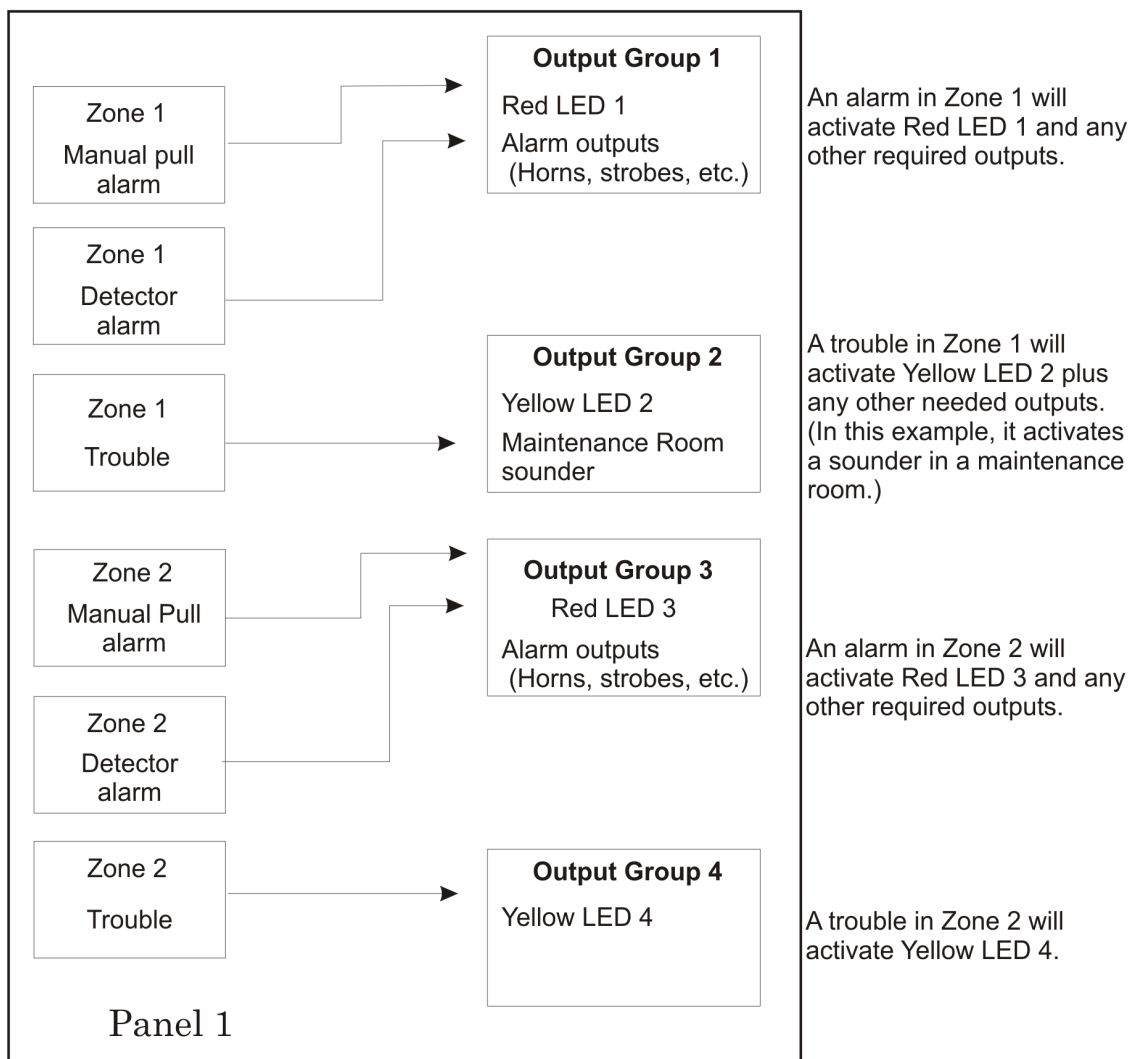 Zone 1
Manual pull
alarm
Zone 1
Detector
alarm
Zone 1
Trouble
Zone 2
Manual Pull
alarm
Zone 2
Detector
alarm
Zone 2
Trouble
Panel 1
Output Group 1
Red LED 1
Alarm outputs
(Horns, strobes, etc.)
Output Group 2
Yellow LED 2
Maintenance Room
sounder
Output Group 3
Red LED 3
Alarm outputs
(Horns, strobes, etc.)
Output Group 4
Yellow LED 4
An alarm in Zone 1 will
activate Red LED 1 and any
other required outputs.
A trouble in Zone 1 will
activate Yellow LED 2 plus
any other needed outputs.
(In this example, it activates
a sounder in a maintenance
room.)
An alarm in Zone 2 will
activate Red LED 3 and any
other required outputs.
A trouble in Zone 2 will
activate Yellow LED 4.